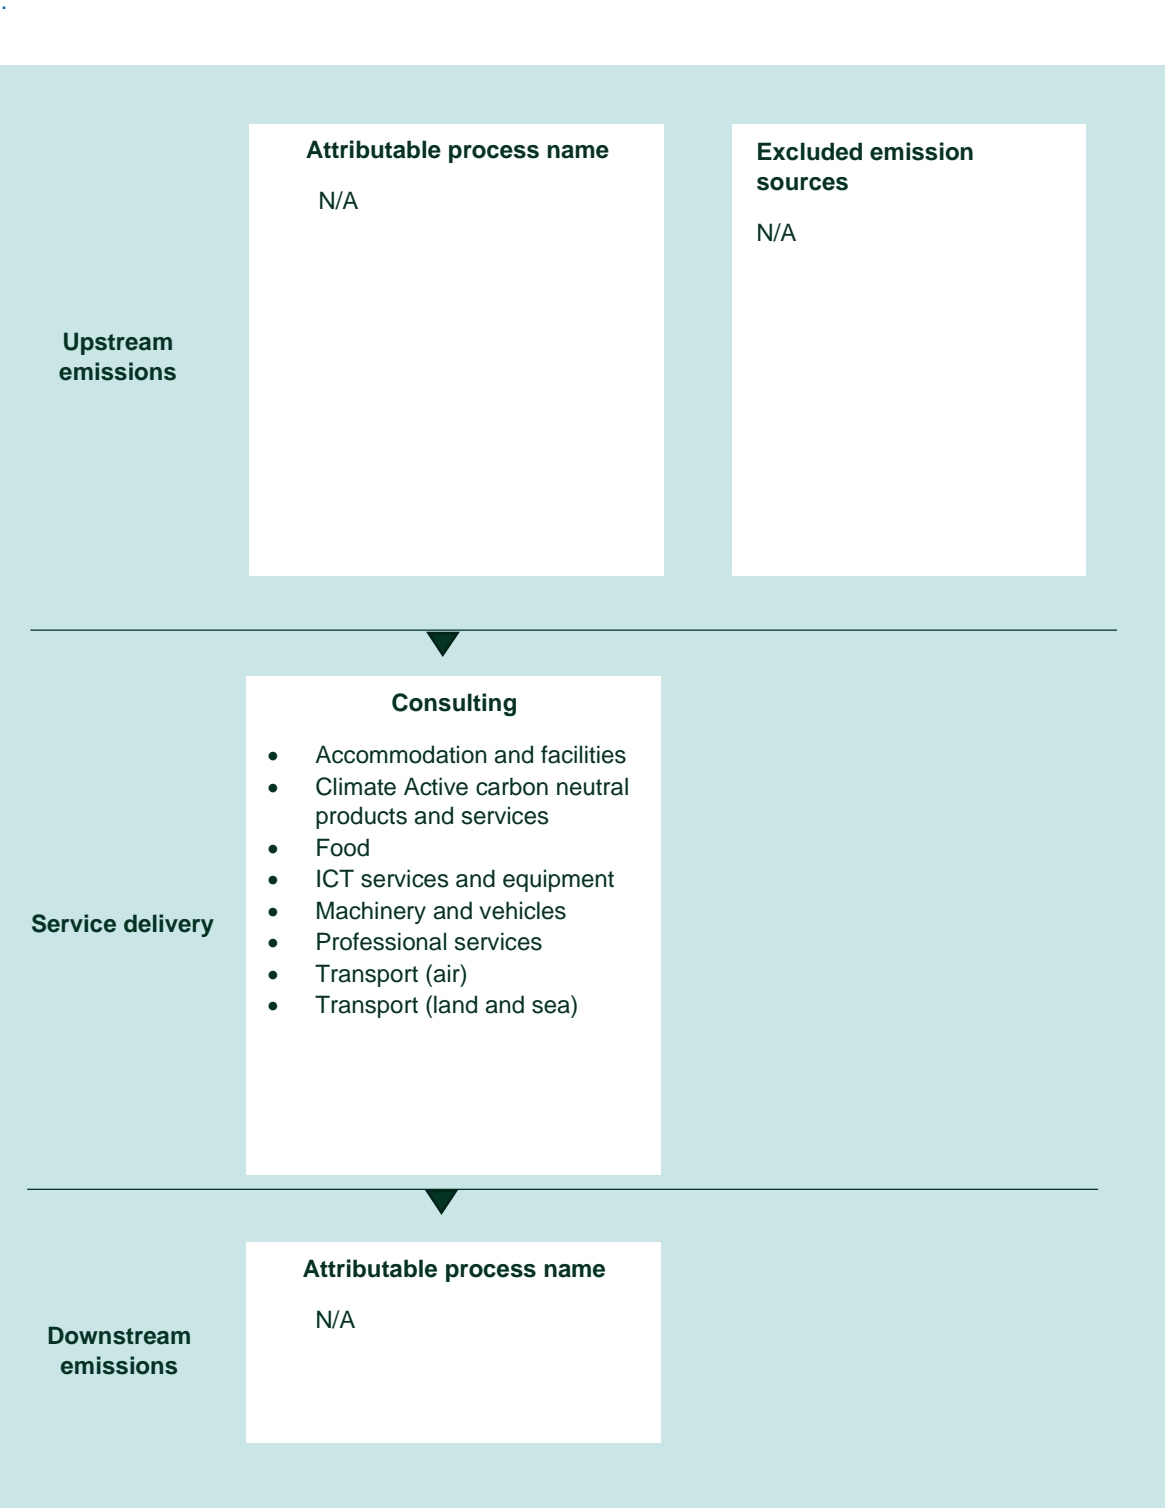 Attributable process name
N/A
Excluded emission
sources
N/A
Upstream
emissions
Consulting
• Accommodation and facilities
• Climate Active carbon neutral
products and services
• Food
• ICT services and equipment
• Machinery and vehicles
• Professional services
• Transport (air)
• Transport (land and sea)
Service delivery
Attributable process name
N/A
Downstream
emissions